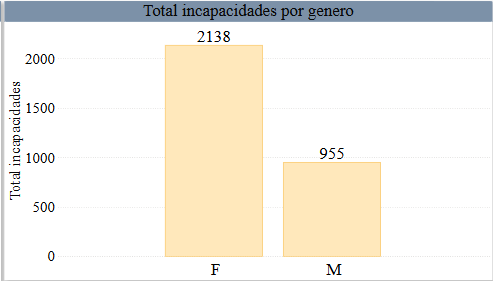 Total incapacidades por genero
Total incapacidades
2000
1500
1000
500
0
2138
955
F
M